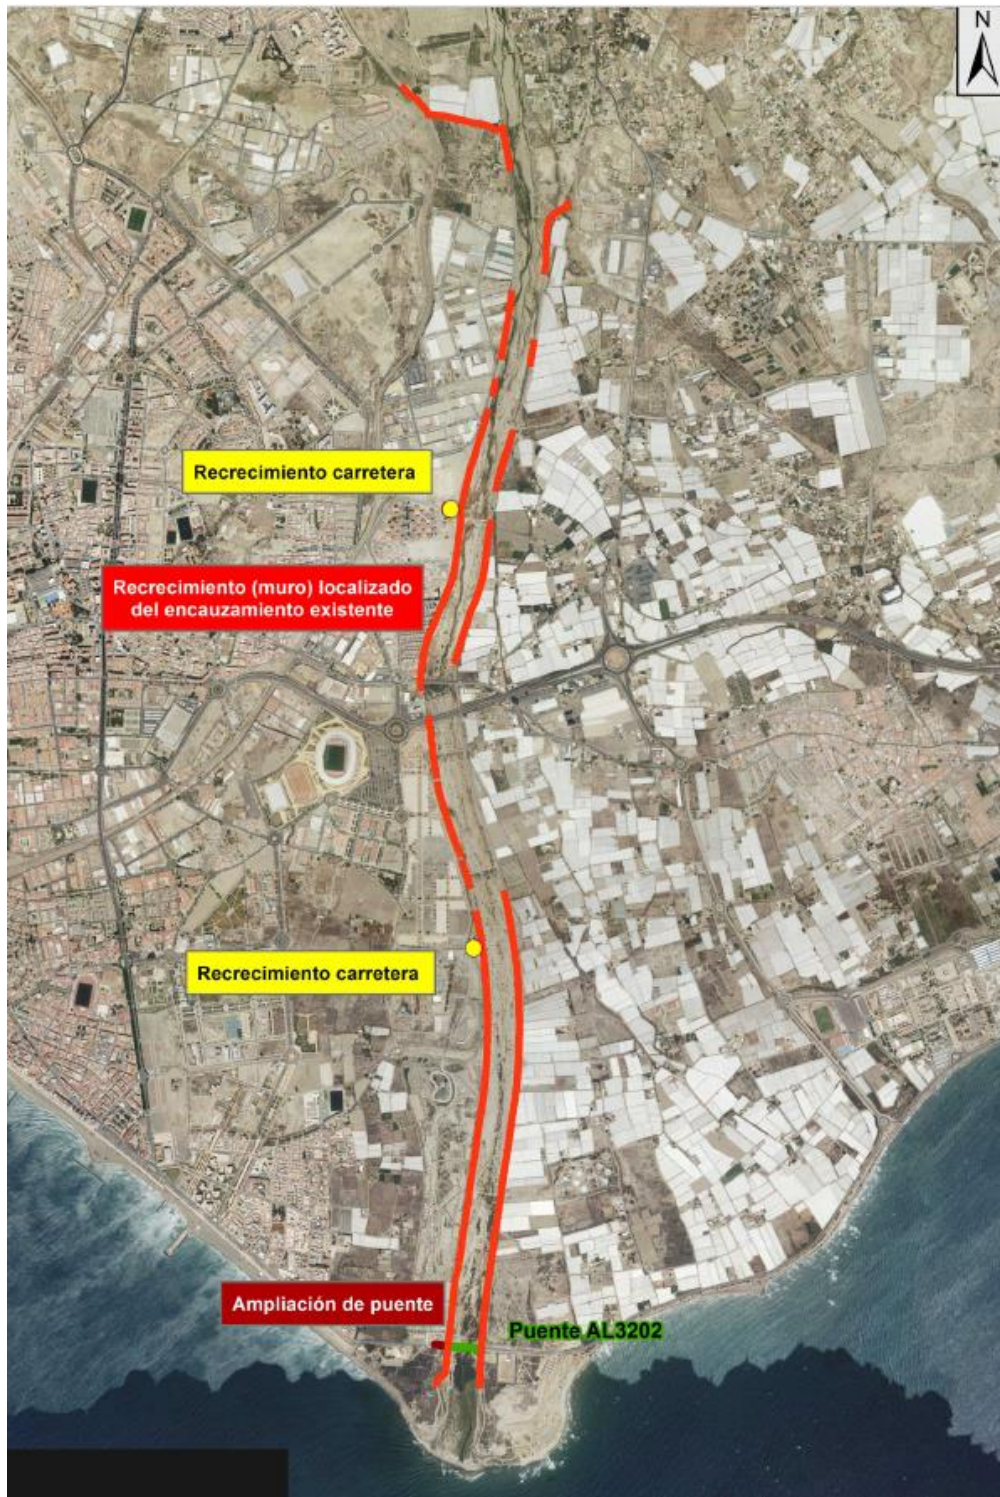 N
Recrecimiento carretera
Recrecimiento (muro) localizado
del encauzamiento existente
Recrecimiento carretera
Ampliación de puente
Puente AL3202